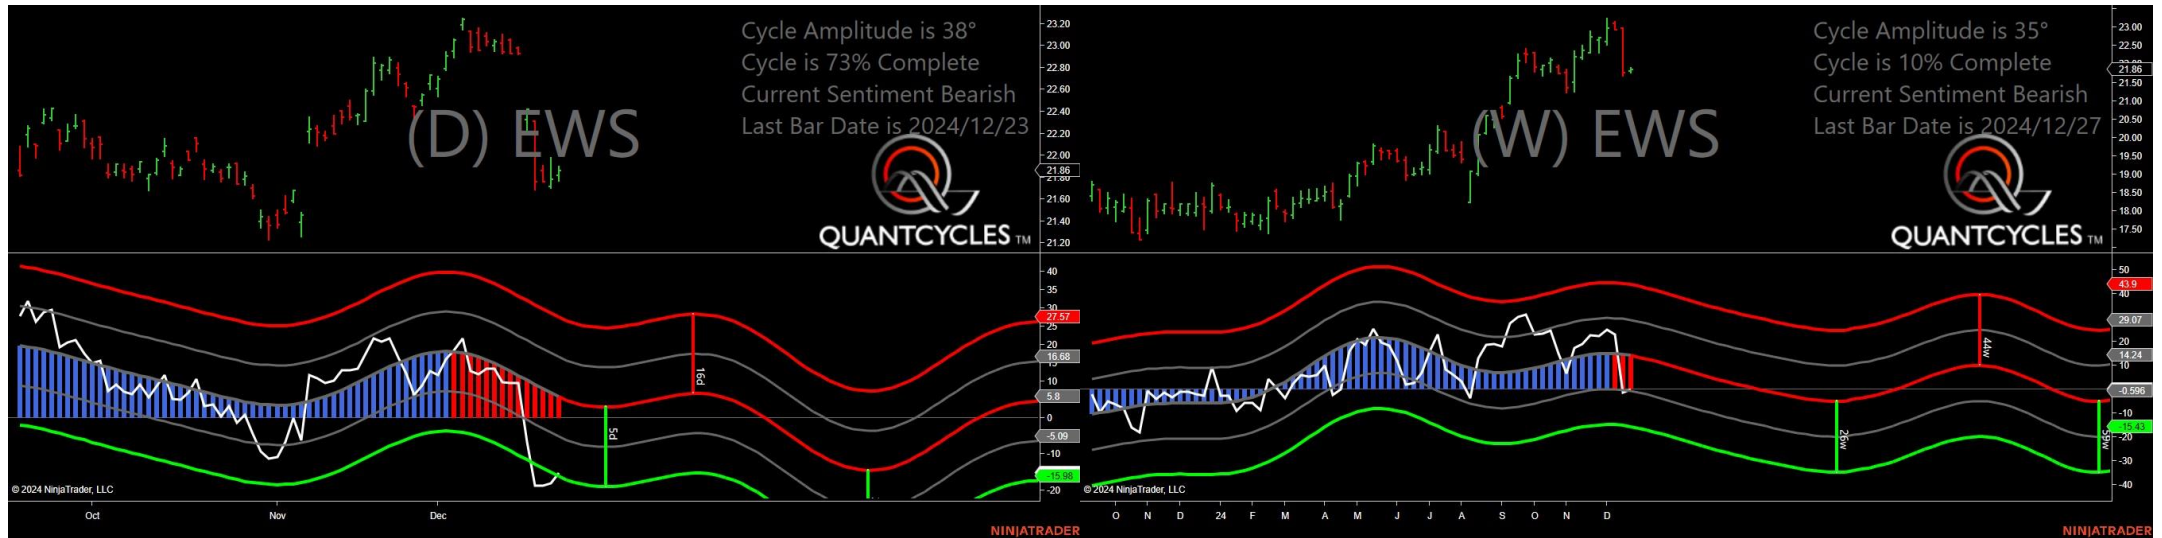 Cycle Amplitude is 38°
Cycle is 73% Complete
Current Sentiment Bearish
Last Bar Date is 2024/12/23
(D) EWS
QUANTCYCLES TM
23.20
23.00
22.80
22.60
22.40
22.20
22.00
21.86
21.80
21.60
21.40
21.20
40
35
30
27.57
25
20
16.68
15
10
5.8
0
-5.09
-10
-15.98
-20
16d
5d
© 2024 NinjaTrader, LLC
Oct
Nov
Dec
NINJATRADER
Cycle Amplitude is 35°
Cycle is 10% Complete
Current Sentiment Bearish
Last Bar Date is 2024/12/27
(W) EWS
QUANTCYCLES TM
23.00
22.50
21.86
21.50
21.00
20.50
20.00
19.50
19.00
18.50
18.00
17.50
50
43.9
40
29.07
20
14.24
10
-0.596
-10
-15.43
-20
-30
-40
44w
26w
59w
© 2024 NinjaTrader, LLC
O N D 24 F M A M J J A S O N D
NINJATRADER